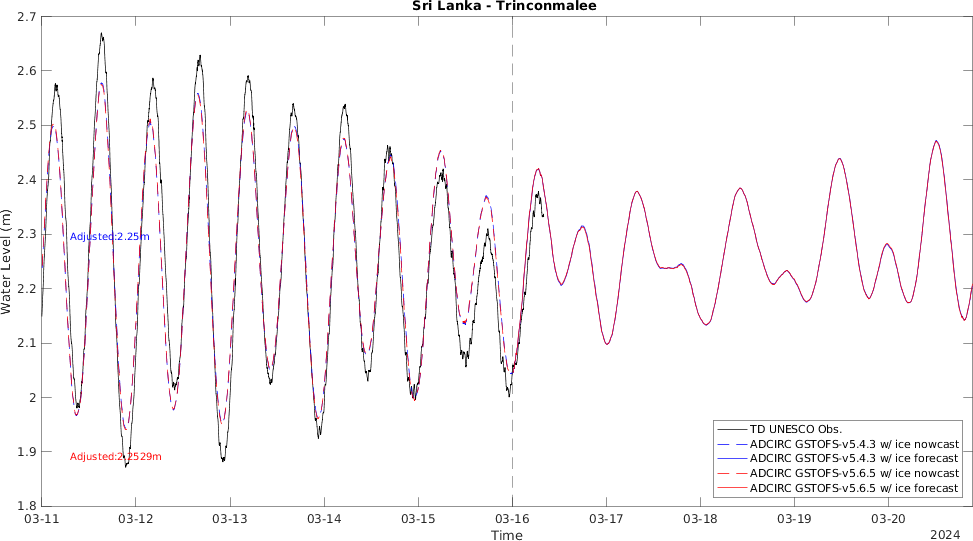 Sri Lanka - Trinconmalee
2.7
2.6
2.5
2.4
2.3
2.2
2.1
2
1.9
1.8
Water Level (m)
Adjusted:2.25m
Adjusted:2.2529m
TD UNESCO Obs.
ADCIRC GSTOFS-v5.4.3 w/ ice nowcast
ADCIRC GSTOFS-v5.4.3 w/ ice forecast
ADCIRC GSTOFS-v5.6.5 w/ ice nowcast
ADCIRC GSTOFS-v5.6.5 w/ ice forecast
03-11 03-12 03-13 03-14 03-15 03-16 03-17 03-18 03-19 03-20
Time
2024